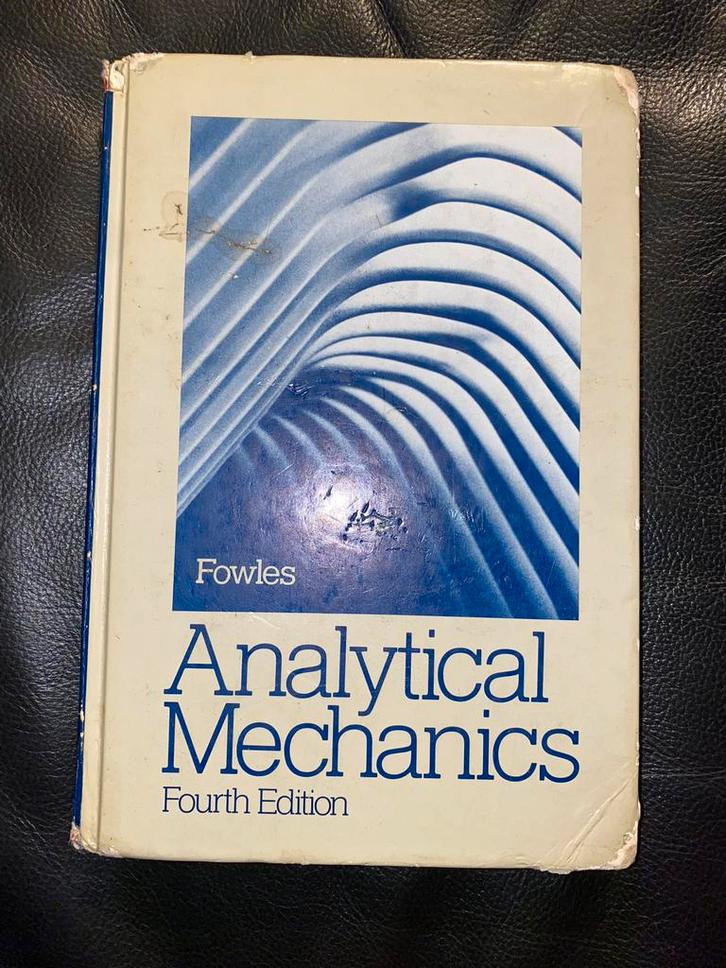 Fowles
Analytical
Mechanics
Fourth Edition